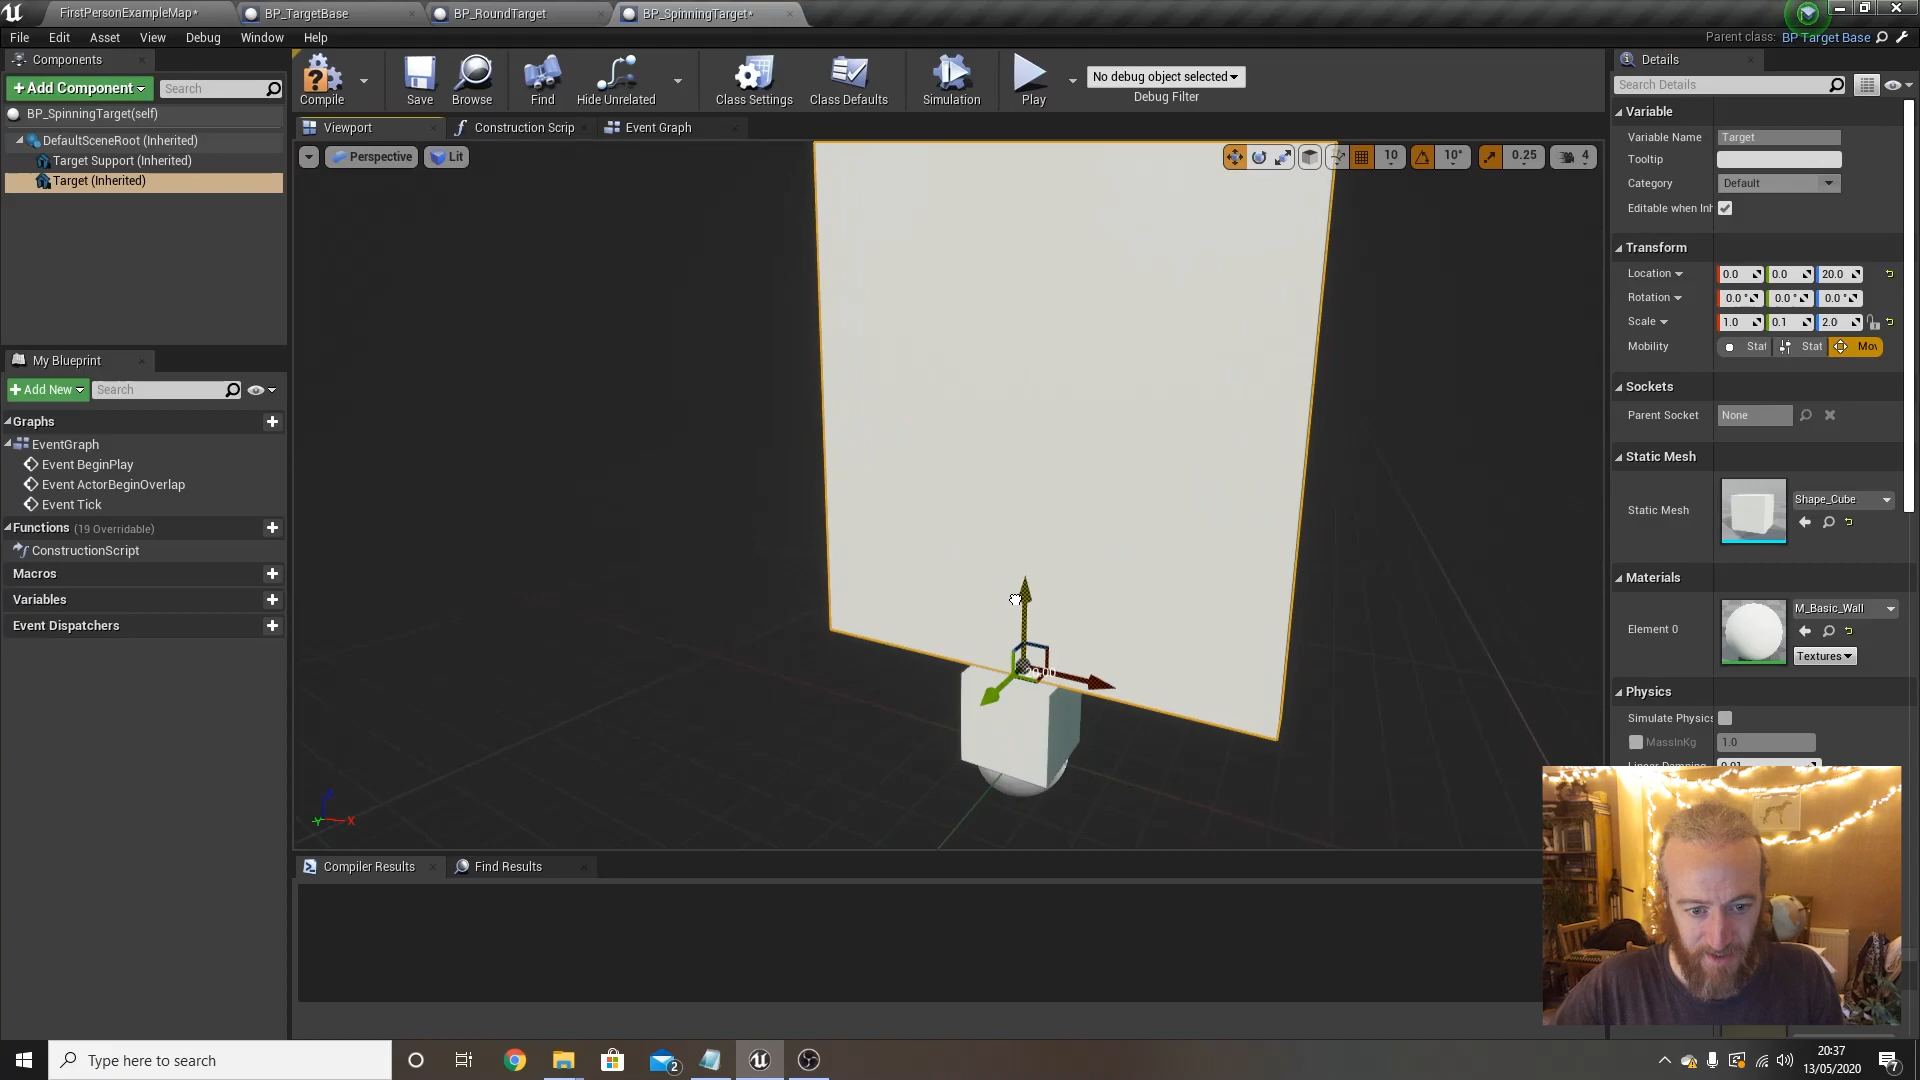 FirstPersonExampleMap*
BP_TargetBase
BP_RoundTarget
BP_SpinningTarget*
File Edit Asset View Debug Window Help
Parent class: BP Target Base
Components
+Add Component
Search
BP_SpinningTarget(self)
DefaultSceneRoot (Inherited)
Target Support (Inherited)
Target (Inherited)
My Blueprint
+Add New
Search
Graphs
EventGraph
Event BeginPlay
Event ActorBeginOverlap
Event Tick
Functions (19 Overridable)
ConstructionScript
Macros
Variables
Event Dispatchers
Compile
Save
Browse
Find
Hide Unrelated
Class Settings
Class Defaults
Simulation
Play
No debug object selected
Debug Filter
Viewport
Construction Scrip
Event Graph
Perspective
Lit
10
10°
0.25
4
20.00
Z
X
Y
Compiler Results
Find Results
Details
Search Details
Variable
Variable Name Target
Tooltip
Category Default
Editable when Inh
Transform
Location 0.0 0.0 20.0
Rotation 0.0 ° 0.0 ° 0.0 °
Scale 1.0 0.1 2.0
Mobility Stat Stat Mov
Sockets
Parent Socket None
Static Mesh
Static Mesh Shape_Cube
Materials
Element 0 M_Basic_Wall
Textures
Physics
Simulate Physics
MassInKg 1.0
Linear Damping 0.01
Type here to search
2
20:37
13/05/2020
7